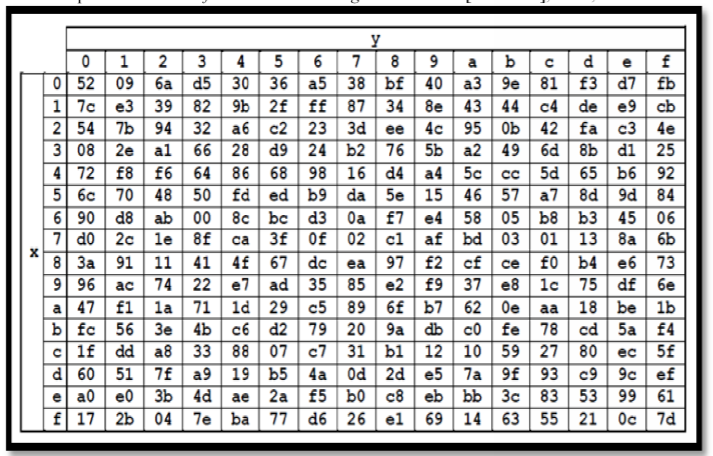 y
0 1 2 3 4 5 6 7 8 9 a b c d e f
0 52 09 6a d5 30 36 a5 38 bf 40 a3 9e 81 f3 d7 fb
1 7c e3 39 82 9b 2f ff 87 34 8e 43 44 c4 de e9 cb
2 54 7b 94 32 a6 c2 23 3d ee 4c 95 0b 42 fa c3 4e
3 08 2e a1 66 28 d9 24 b2 76 5b a2 49 6d 8b d1 25
4 72 f8 f6 64 86 68 98 16 d4 a4 5c cc 5d 65 b6 92
5 6c 70 48 50 fd ed b9 da 5e 15 46 57 a7 8d 9d 84
6 90 d8 ab 00 8c bc d3 0a f7 e4 58 05 b8 b3 45 06
7 d0 2c 1e 8f ca 3f 0f 02 c1 af bd 03 01 13 8a 6b
x
8 3a 91 11 41 4f 67 dc ea 97 f2 cf ce f0 b4 e6 73
9 96 ac 74 22 e7 ad 35 85 e2 f9 37 e8 1c 75 df 6e
a 47 f1 1a 71 1d 29 c5 89 6f b7 62 0e aa 18 be 1b
b fc 56 3e 4b c6 d2 79 20 9a db c0 fe 78 cd 5a f4
c 1f dd a8 33 88 07 c7 31 b1 12 10 59 27 80 ec 5f
d 60 51 7f a9 19 b5 4a 0d 2d e5 7a 9f 93 c9 9c ef
e a0 e0 3b 4d ae 2a f5 b0 c8 eb bb 3c 83 53 99 61
f 17 2b 04 7e ba 77 d6 26 e1 69 14 63 55 21 0c 7d